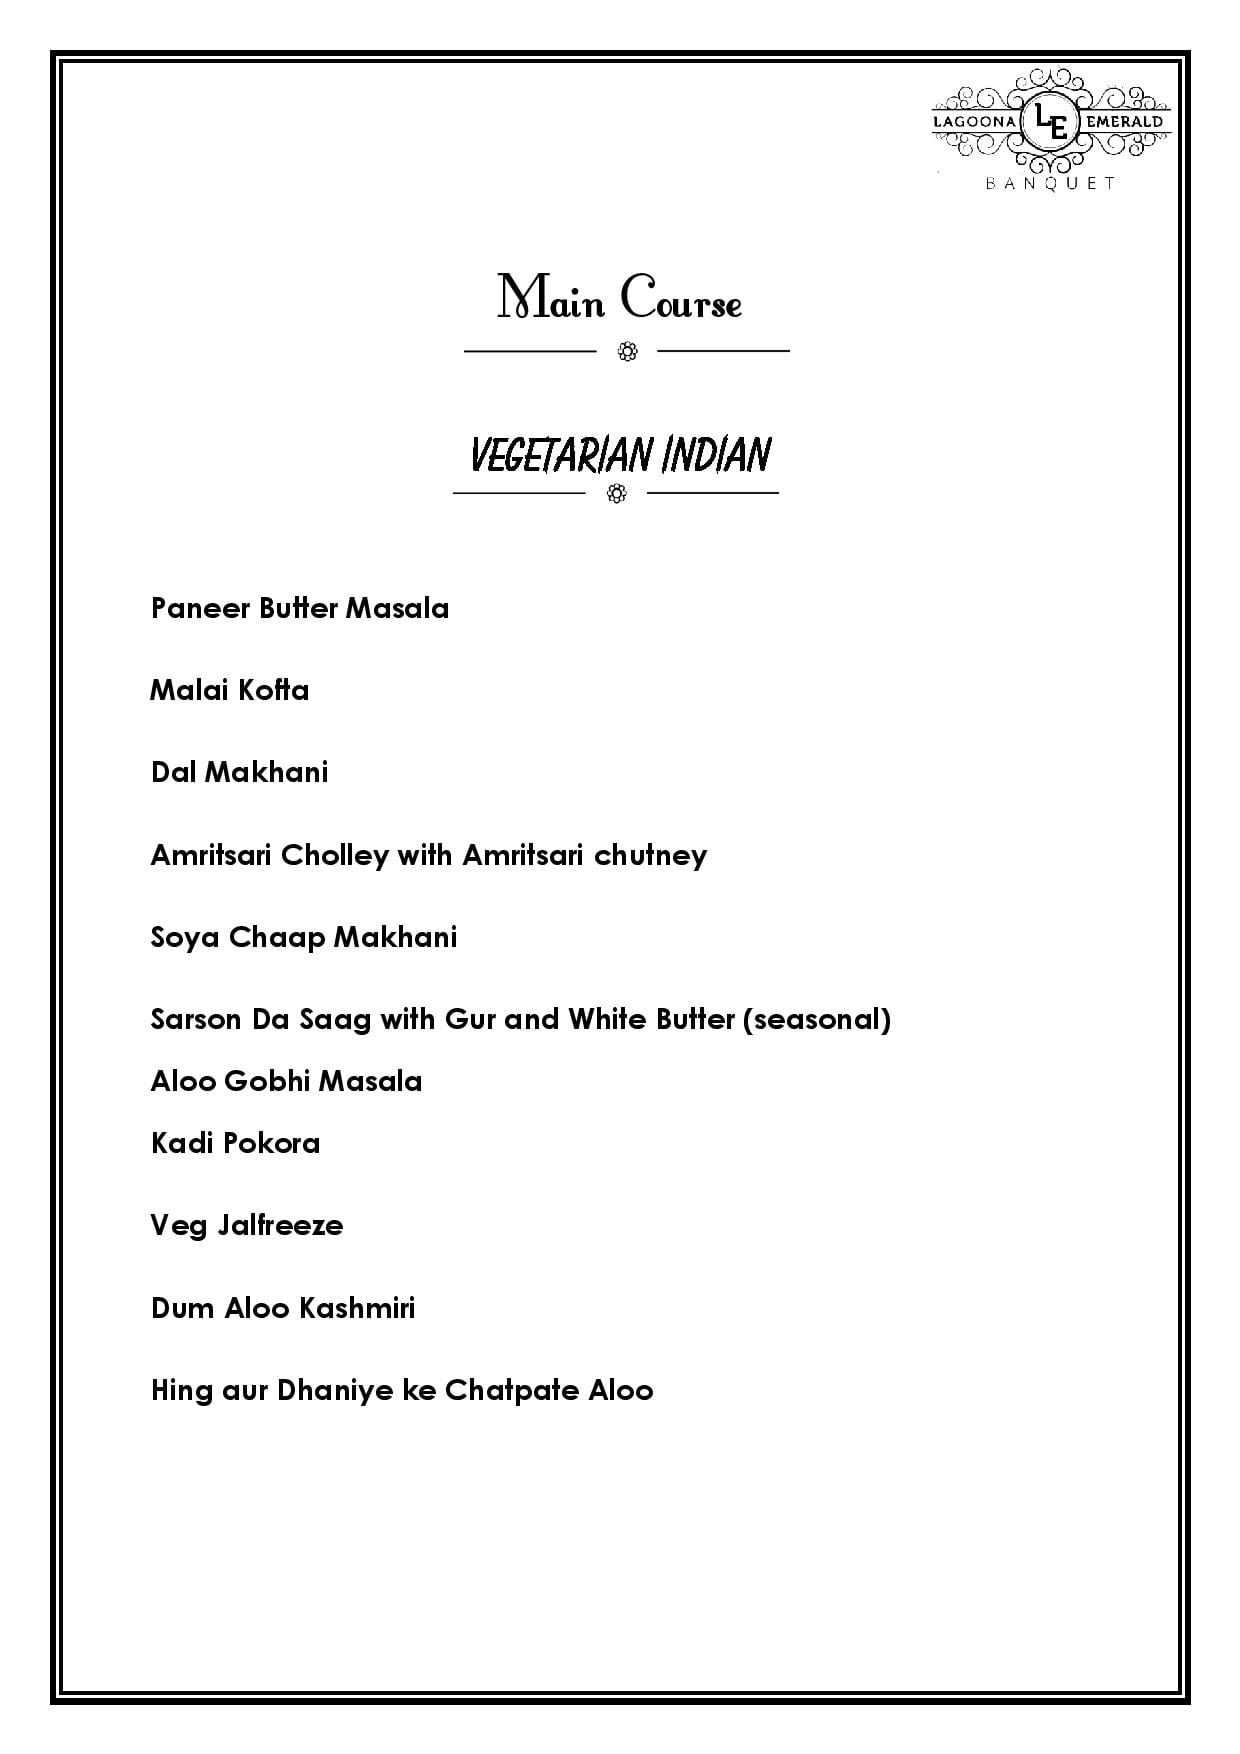 LAGOONA LE EMERALD
BANQUET
Main Course
VEGETARIAN INDIAN
Paneer Butter Masala
Malai Kofta
Dal Makhani
Amritsari Cholley with Amritsari chutney
Soya Chaap Makhani
Sarson Da Saag with Gur and White Butter (seasonal)
Aloo Gobhi Masala
Kadi Pokora
Veg Jalfreeze
Dum Aloo Kashmiri
Hing aur Dhaniye ke Chatpate Aloo